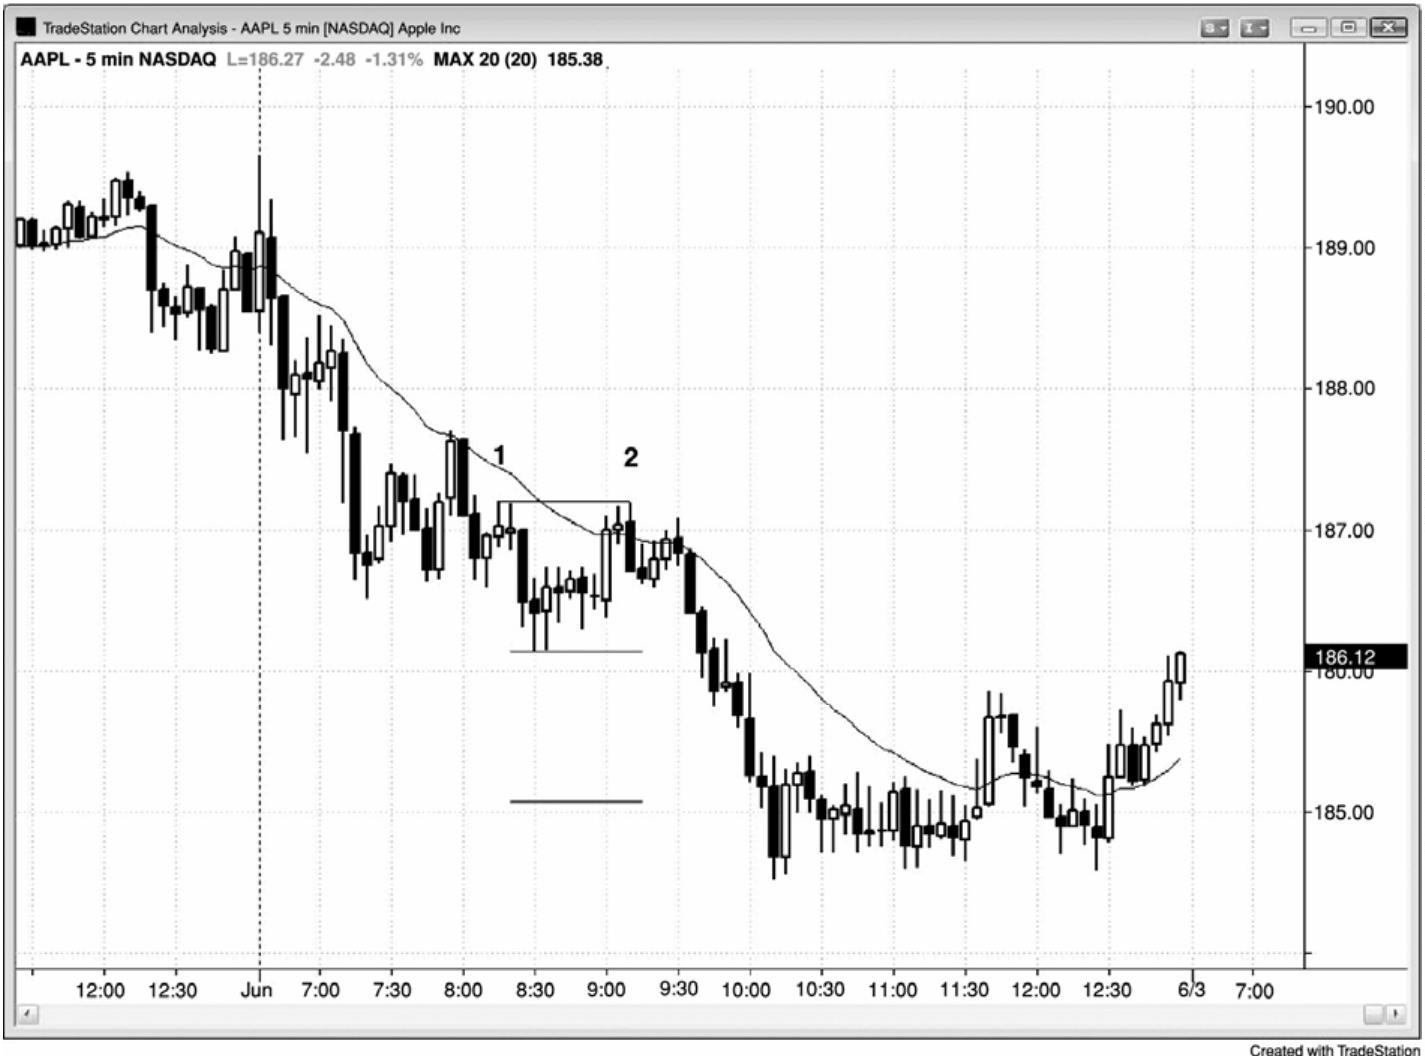 TradeStation Chart Analysis - AAPL 5 min [NASDAQ] Apple Inc
S I
AAPL - 5 min NASDAQ L=186.27 -2.48 -1.31% MAX 20 (20) 185.38
190.00
189.00
188.00
1 2
187.00
186.12
186.00
185.00
12:00 12:30 Jun 7:00 7:30 8:00 8:30 9:00 9:30 10:00 10:30 11:00 11:30 12:00 12:30 6/3 7:00
Created with TradeStation